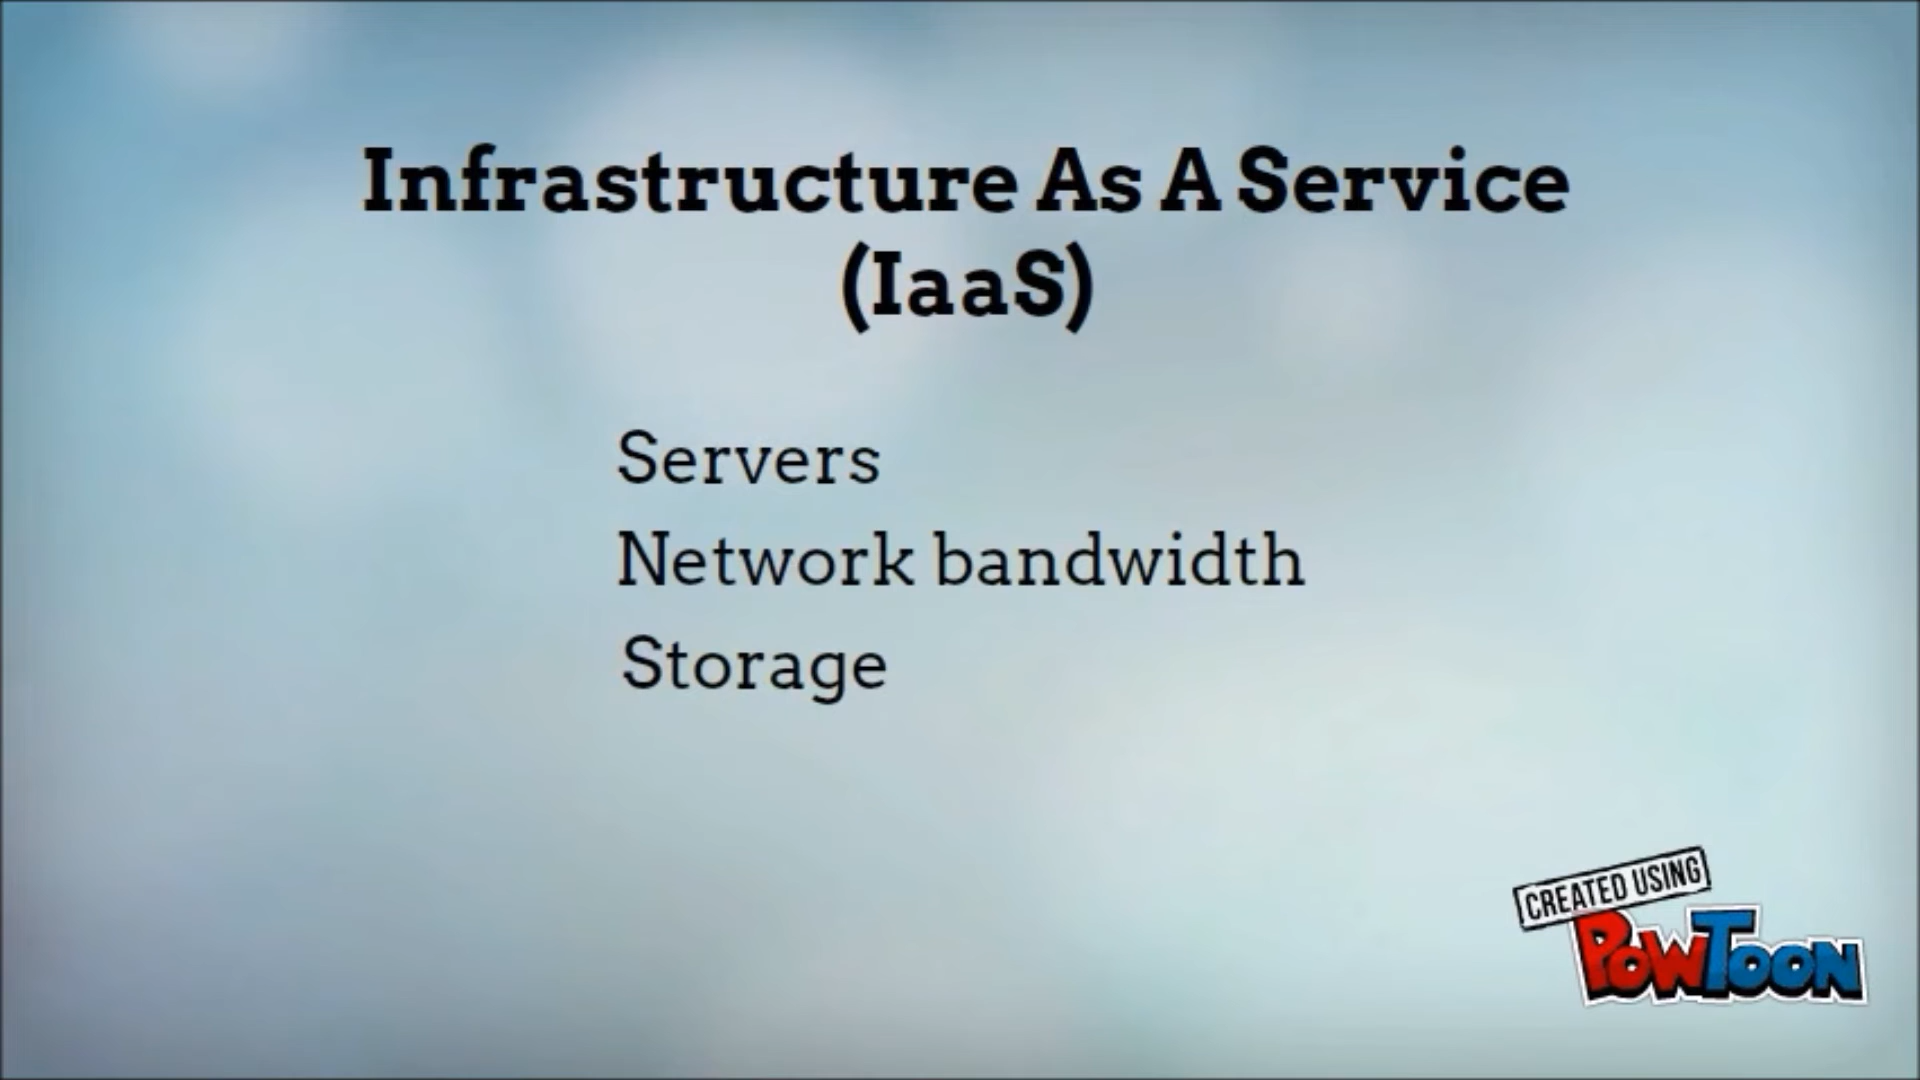 Infrastructure As A Service
(IaaS)
Servers
Network bandwidth
Storage
CREATED USING
POWTOON